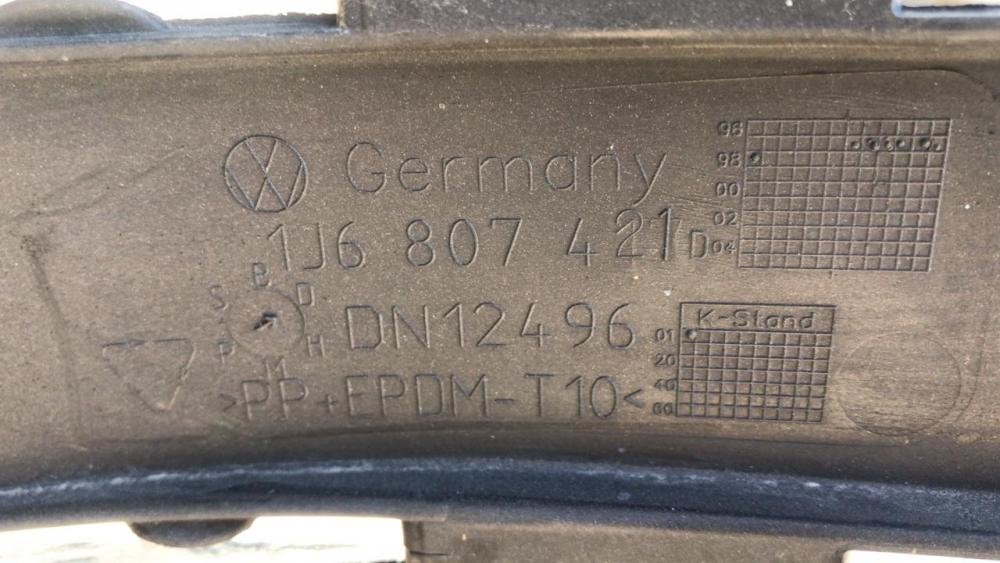 Germany
1J6 807 421 D
96
98
00
02
04
B
S D
P H
M
DN12496
K-Stand
01
20
40
60
>PP+EPDM-T10<